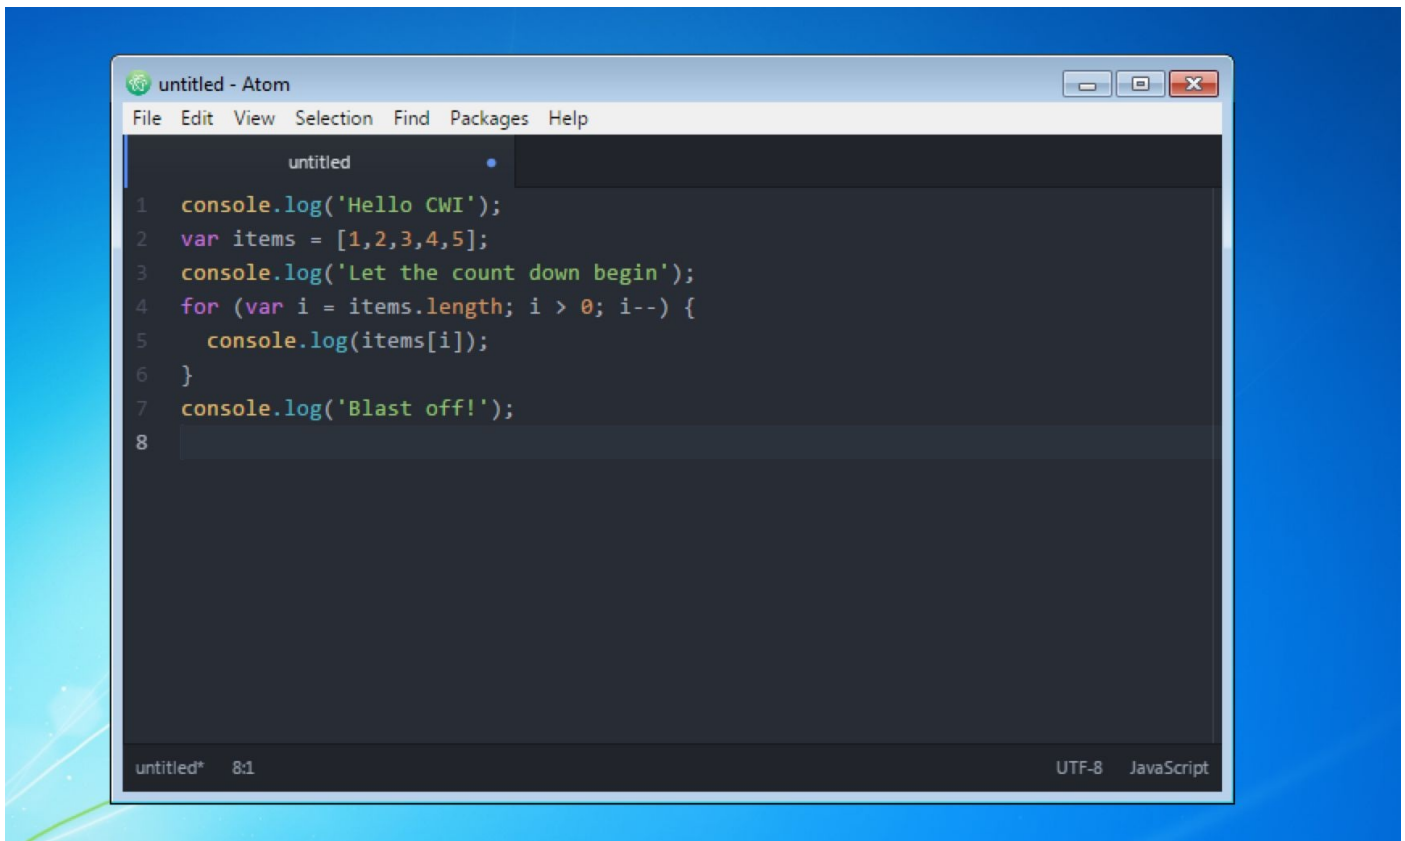 untitled - Atom
File Edit View Selection Find Packages Help
untitled
1 console.log('Hello CWI');
2 var items = [1,2,3,4,5];
3 console.log('Let the count down begin');
4 for (var i = items.length; i > 0; i--) {
5   console.log(items[i]);
6 }
7 console.log('Blast off!');
8
untitled* 8:1 UTF-8 JavaScript